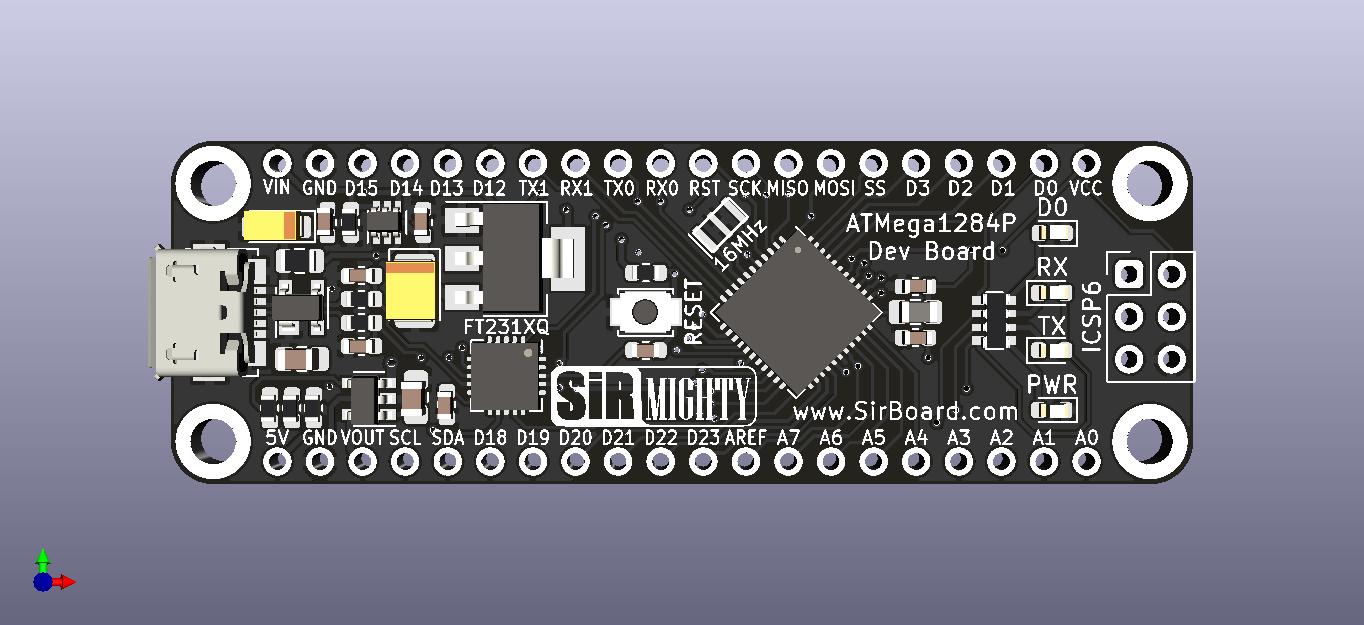 VIN GND D15 D14 D13 D12 TX1 RX1 TX0 RX0 RST SCK MISO MOSI SS D3 D2 D1 D0 VCC
D0
ATMega1284P
Dev Board
16MHz
RX
ICSP6
RESET
FT231XQ
TX
SiR MIGHTY
PWR
www.SirBoard.com
5V GND VOUT SCL SDA D18 D19 D20 D21 D22 D23 AREF A7 A6 A5 A4 A3 A2 A1 A0